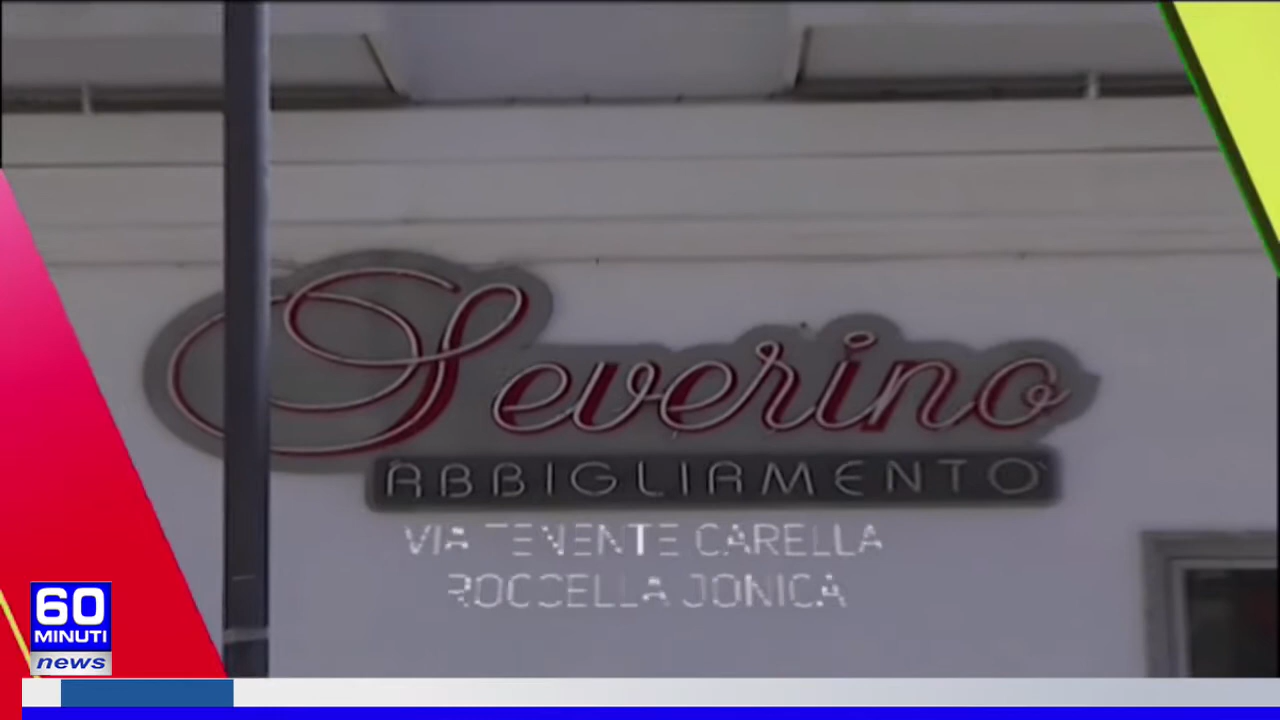 Severino
ABBIGLIAMENTO
VIA TENENTE CARELLA
ROCCELLA JONICA
60
MINUTI
news